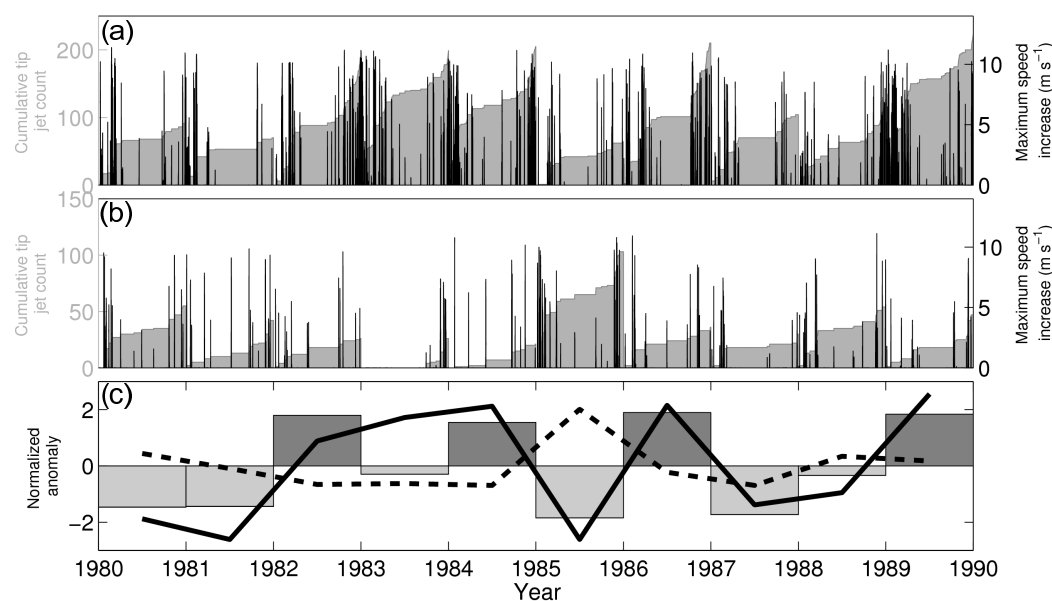 (a)
200
100
0
Cumulative tip
jet count
10
5
0
Maximum speed
increase (m s⁻¹)
(b)
150
100
50
0
Cumulative tip
jet count
10
5
0
Maximum speed
increase (m s⁻¹)
(c)
2
0
−2
Normalized
anomaly
1980 1981 1982 1983 1984 1985 1986 1987 1988 1989 1990
Year